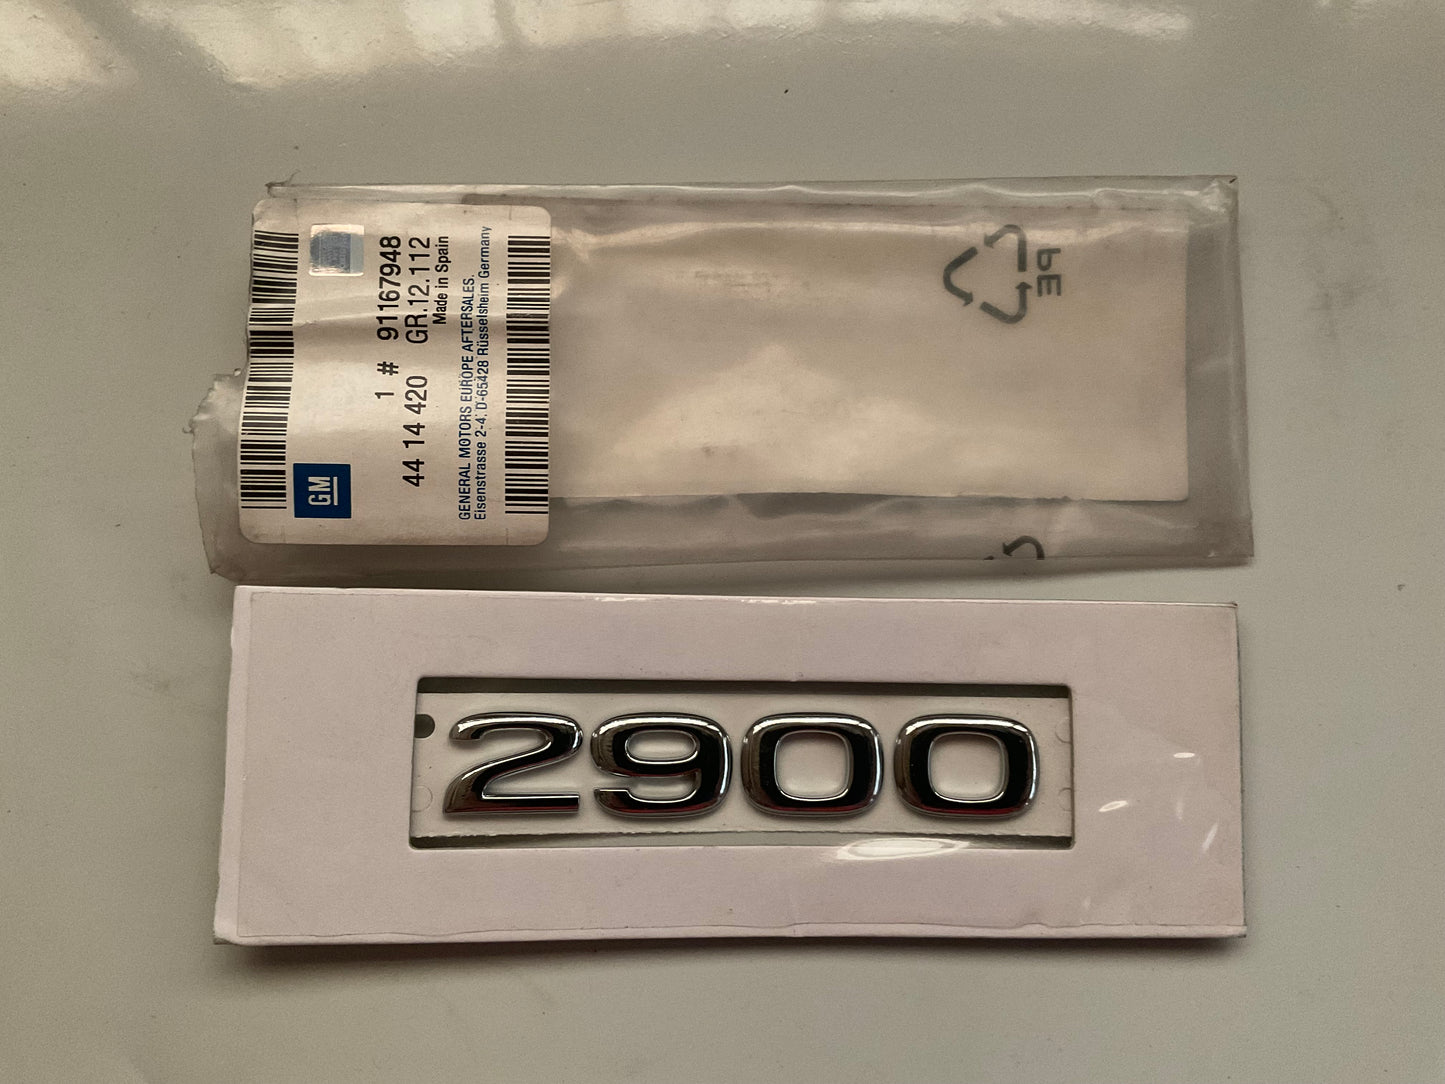 1 # 91167948
44 14 420 GR.12.112
Made in Spain
GENERAL MOTORS EUROPE AFTERSALES.
Eisenstrasse 2-4, D-65428 Rüsselsheim Germany
GM
PE
2900